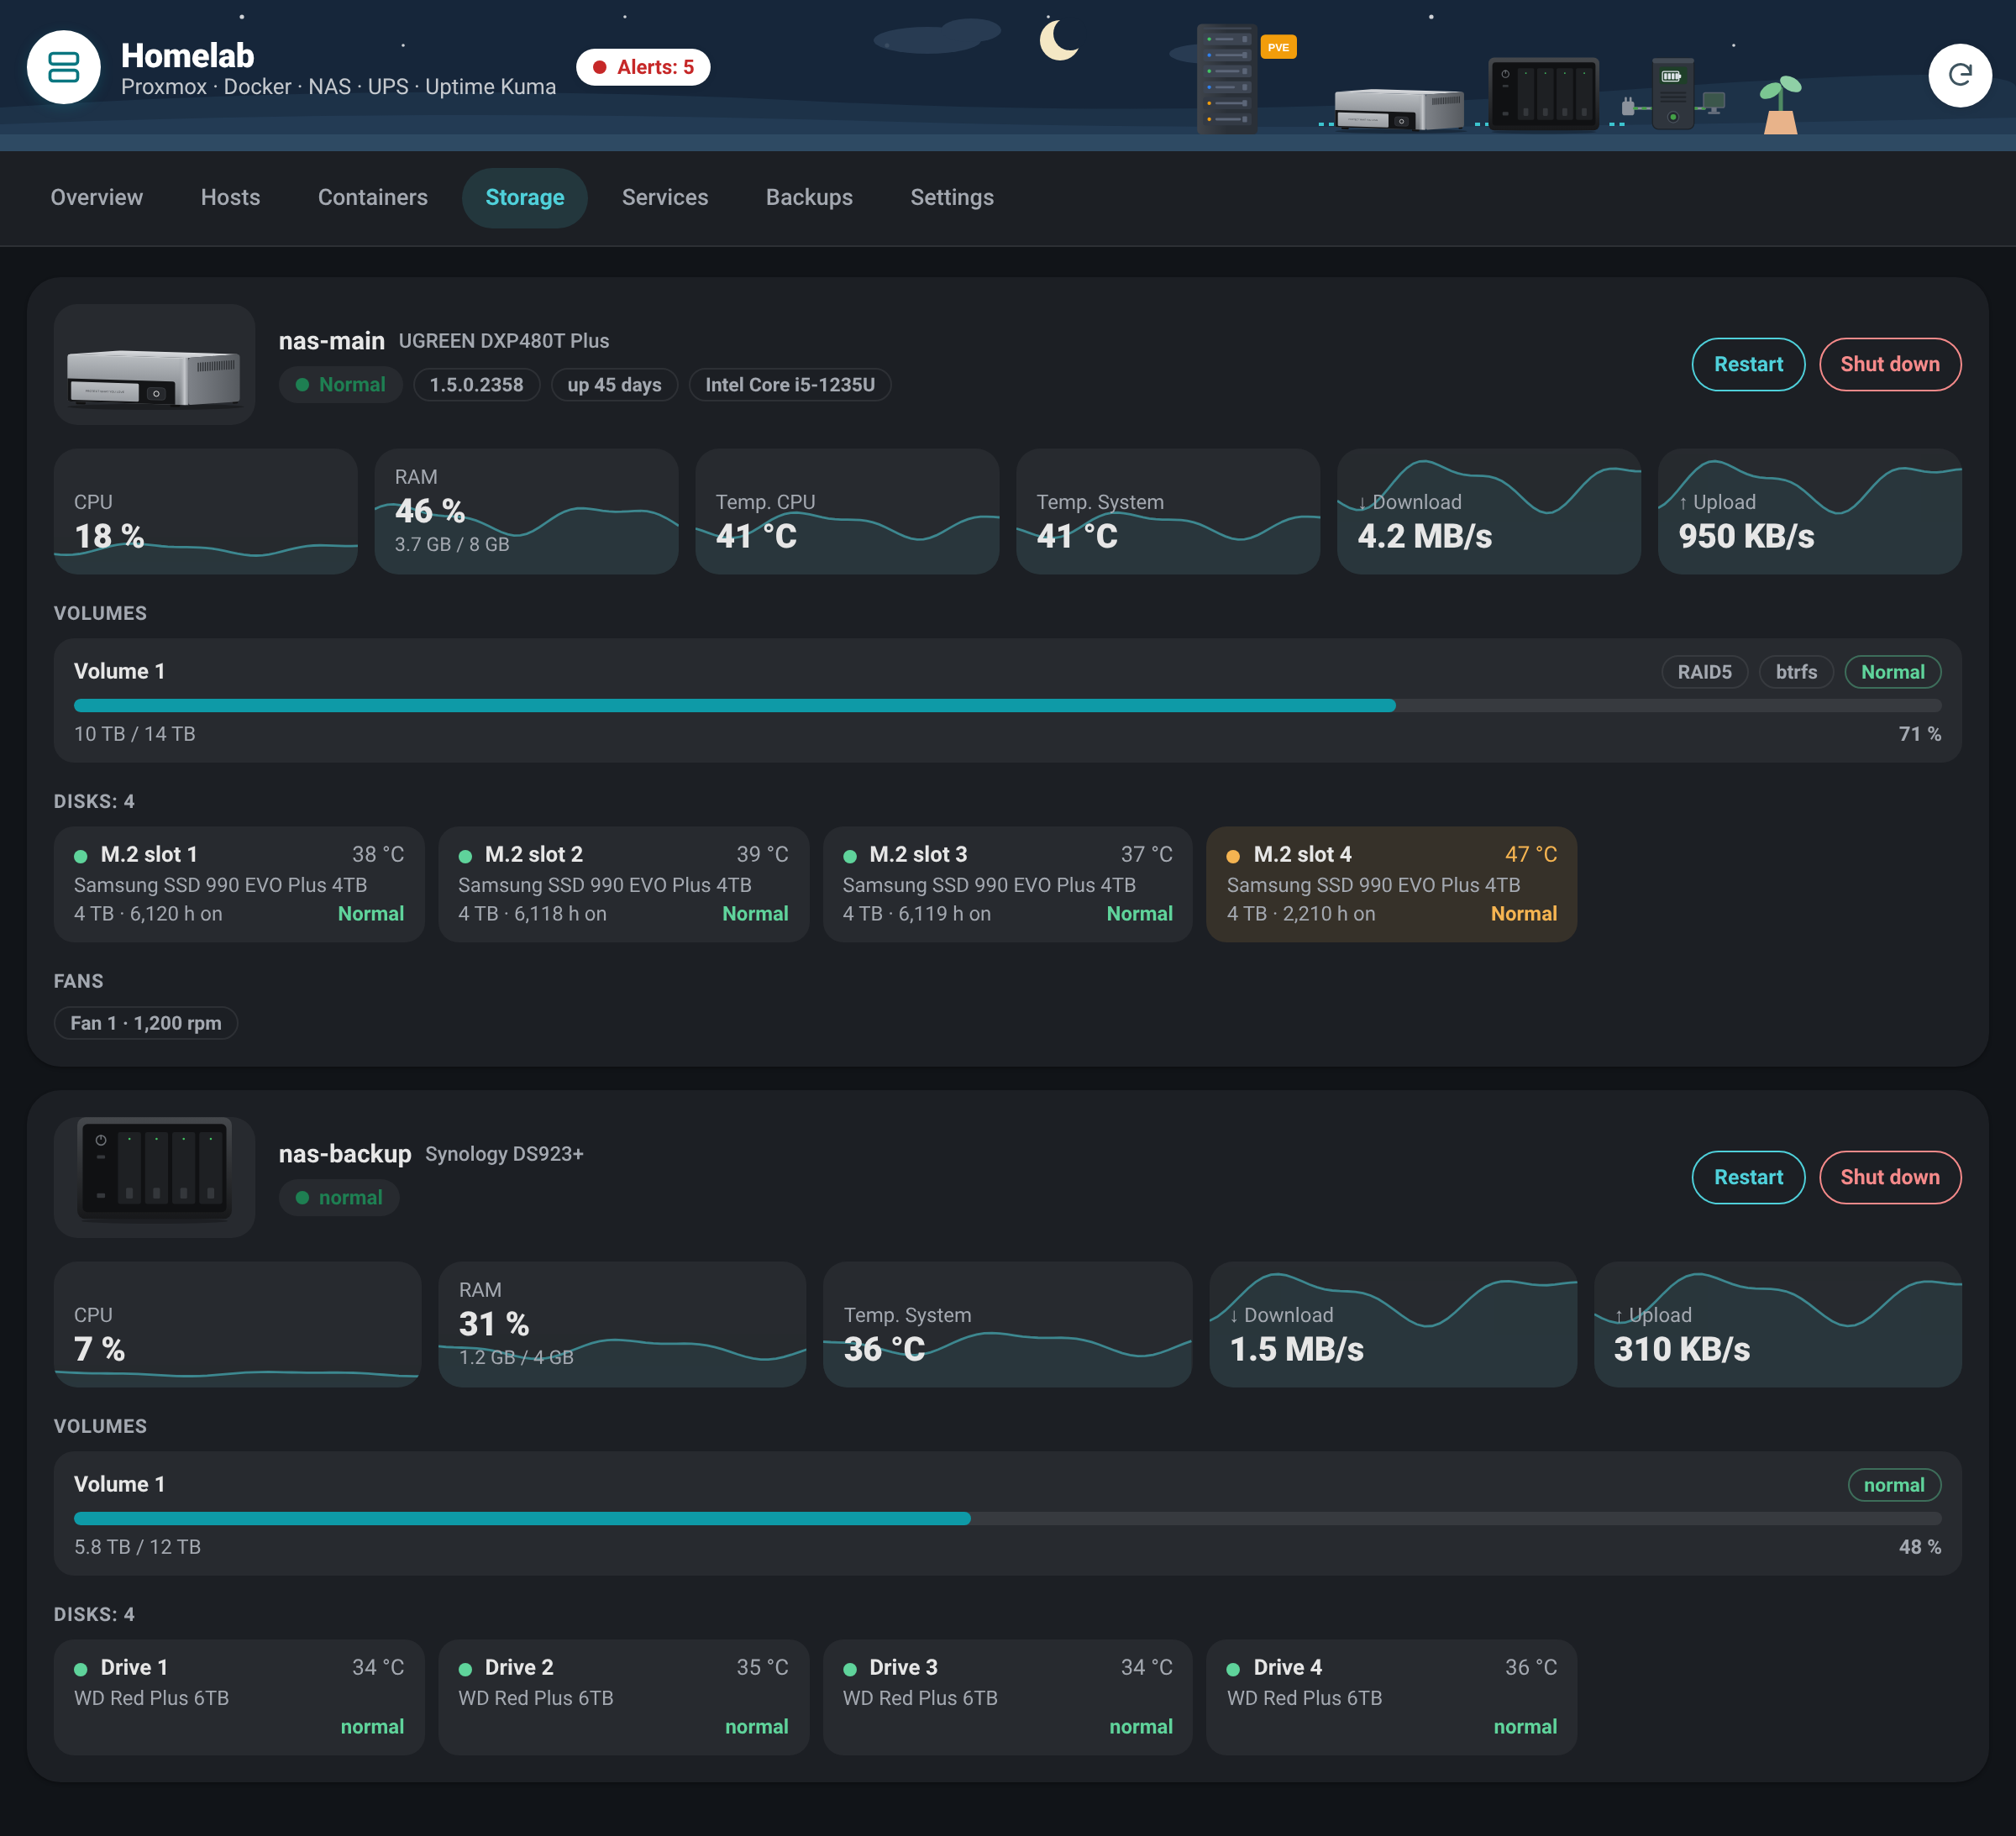 Homelab
Proxmox · Docker · NAS · UPS · Uptime Kuma
Alerts: 5
PVE
Overview
Hosts
Containers
Storage
Services
Backups
Settings
nas-main UGREEN DXP480T Plus
Normal
1.5.0.2358
up 45 days
Intel Core i5-1235U
Restart
Shut down
CPU
18 %
RAM
46 %
3.7 GB / 8 GB
Temp. CPU
41 °C
Temp. System
41 °C
↓ Download
4.2 MB/s
↑ Upload
950 KB/s
VOLUMES
Volume 1
RAID5
btrfs
Normal
10 TB / 14 TB
71 %
DISKS: 4
M.2 slot 1 38 °C
Samsung SSD 990 EVO Plus 4TB
4 TB · 6,120 h on Normal
M.2 slot 2 39 °C
Samsung SSD 990 EVO Plus 4TB
4 TB · 6,118 h on Normal
M.2 slot 3 37 °C
Samsung SSD 990 EVO Plus 4TB
4 TB · 6,119 h on Normal
M.2 slot 4 47 °C
Samsung SSD 990 EVO Plus 4TB
4 TB · 2,210 h on Normal
FANS
Fan 1 · 1,200 rpm
nas-backup Synology DS923+
normal
Restart
Shut down
CPU
7 %
RAM
31 %
1.2 GB / 4 GB
Temp. System
36 °C
↓ Download
1.5 MB/s
↑ Upload
310 KB/s
VOLUMES
Volume 1
normal
5.8 TB / 12 TB
48 %
DISKS: 4
Drive 1 34 °C
WD Red Plus 6TB
normal
Drive 2 35 °C
WD Red Plus 6TB
normal
Drive 3 34 °C
WD Red Plus 6TB
normal
Drive 4 36 °C
WD Red Plus 6TB
normal